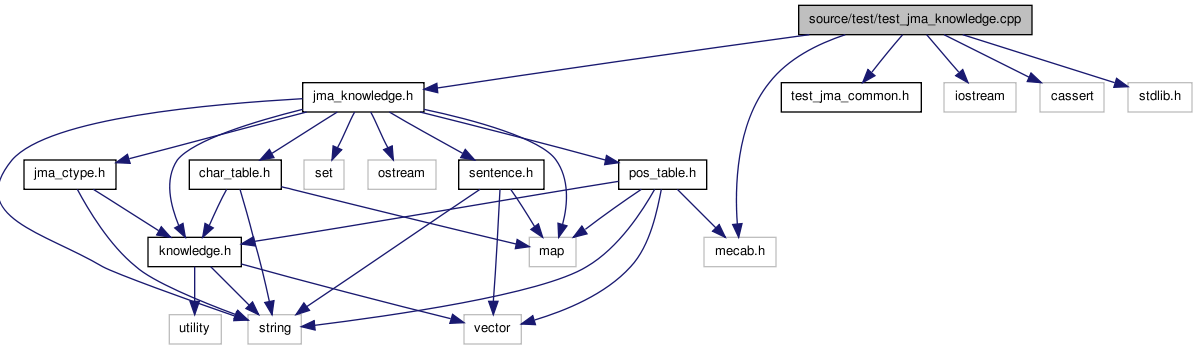 source/test/test_jma_knowledge.cpp
jma_knowledge.h
test_jma_common.h
iostream
cassert
stdlib.h
jma_ctype.h
char_table.h
set
ostream
sentence.h
pos_table.h
knowledge.h
map
mecab.h
utility
string
vector